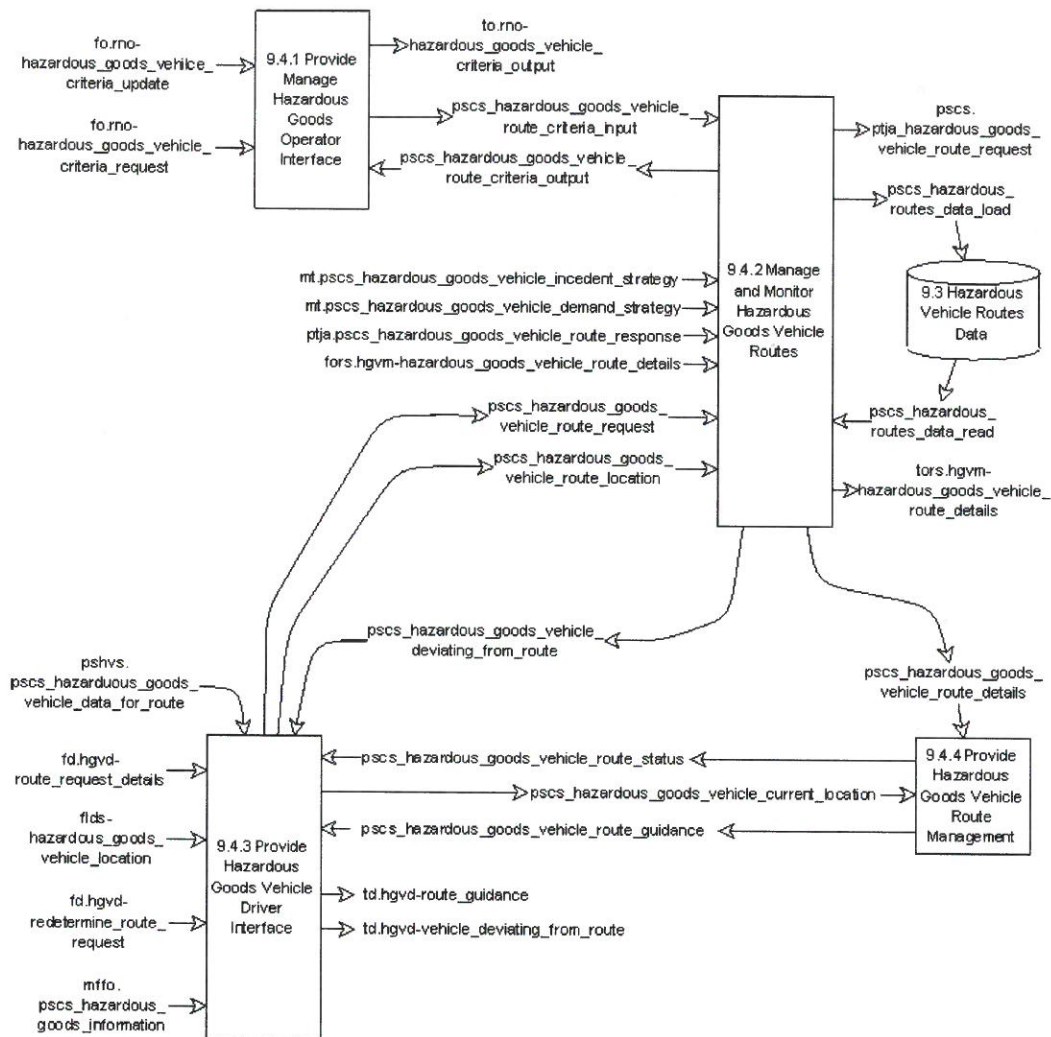 fo.rno-
hazardous_goods_vehilce_
criteria_update
fo.rno-
hazardous_goods_vehicle_
criteria_request
9.4.1 Provide
Manage
Hazardous
Goods
Operator
Interface
to.rno-
hazardous_goods_vehicle_
criteria_output
pscs_hazardous_goods_vehicle_
route_criteria_input
pscs_hazardous_goods_vehicle_
route_criteria_output
9.4.2 Manage
and Monitor
Hazardous
Goods Vehicle
Routes
pscs.
ptja_hazardous_goods_
vehicle_route_request
pscs_hazardous_
routes_data_load
9.3 Hazardous
Vehicle Routes
Data
pscs_hazardous_
routes_data_read
tors.hgvm-
hazardous_goods_vehicle_
route_details
mt.pscs_hazardous_goods_vehicle_incedent_strategy
mt.pscs_hazardous_goods_vehicle_demand_strategy
ptja.pscs_hazardous_goods_vehicle_route_response
fors.hgvm-hazardous_goods_vehicle_route_details
pscs_hazardous_goods_
vehicle_route_request
pscs_hazardous_goods_
vehicle_route_location
pscs_hazardous_goods_vehicle_
deviating_from_route
pscs_hazardous_goods_
vehicle_route_details
pshvs.
pscs_hazarduous_goods_
vehicle_data_for_route
fd.hgvd-
route_request_details
flds-
hazardous_goods_
vehicle_location
fd.hgvd-
redetermine_route_
request
mffo.
pscs_hazardous_
goods_information
9.4.3 Provide
Hazardous
Goods Vehicle
Driver
Interface
pscs_hazardous_goods_vehicle_route_status
pscs_hazardous_goods_vehicle_current_location
pscs_hazardous_goods_vehicle_route_guidance
td.hgvd-route_guidance
td.hgvd-vehicle_deviating_from_route
9.4.4 Provide
Hazardous
Goods Vehicle
Route
Management